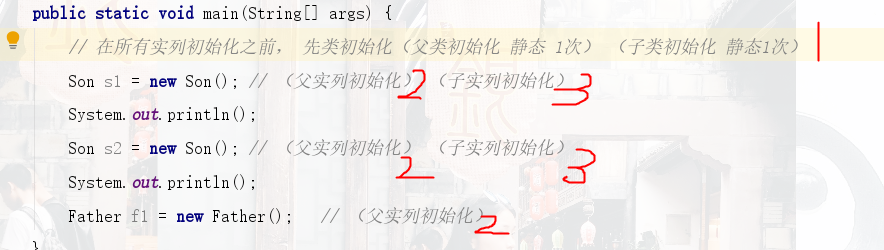 public static void main(String[] args) {
// 在所有实列初始化之前， 先类初始化（父类初始化 静态 1次） （子类初始化 静态1次） 1
Son s1 = new Son(); // （父实列初始化） 2 （子实列初始化） 3
System.out.println();
Son s2 = new Son(); // （父实列初始化） 2 （子实列初始化） 3
System.out.println();
Father f1 = new Father(); // （父实列初始化） 2
}